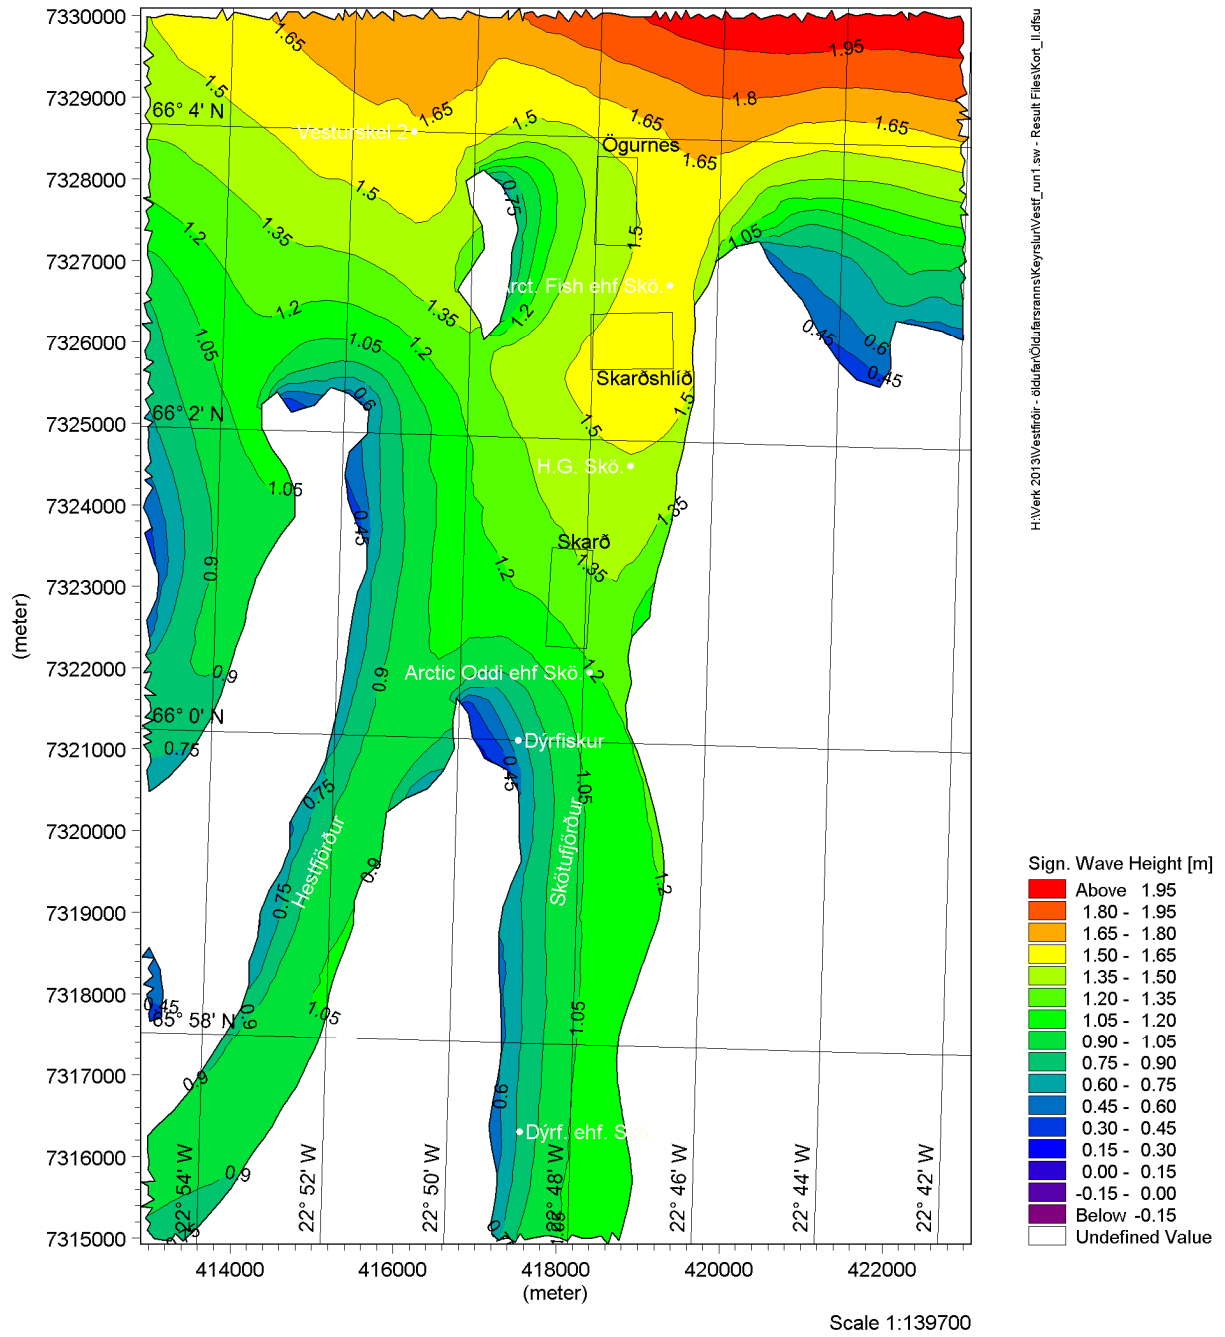 7330000
7329000
7328000
7327000
7326000
7325000
7324000
7323000
7322000
7321000
7320000
7319000
7318000
7317000
7316000
7315000
(meter)
414000
416000
418000
420000
422000
(meter)
Scale 1:139700
66° 4' N
66° 2' N
66° 0' N
65° 58' N
22° 54' W
22° 52' W
22° 50' W
22° 48' W
22° 46' W
22° 44' W
22° 42' W
1.65
1.95
1.5
1.8
1.65
1.5
1.65
1.65
1.65
Vesturskel 2
Ögurnes
1.5
0.75
1.2
1.35
1.5
1.05
Arct. Fish ehf Skö.
1.2
1.35
1.2
1.05
1.05
1.2
0.45
0.6
0.45
Skarðshlíð
0.6
1.5
1.5
H.G. Skö.
1.05
0.45
1.35
Skarð
1.35
1.2
0.9
0.9
0.9
1.2
Arctic Oddi ehf Skö.
Dýrfiskur
0.75
0.45
1.05
0.75
Hestfjörður
Skötufjörður
0.9
0.75
1.2
0.45
0.9
1.05
1.05
0.9
0.6
Dýrf. ehf. S
0.9
1.05
H:\Verk 2013\Vestfirðir - öldufar\Öldufarsranns\Keyrslur\Vestf_run1.sw - Result Files\Kort_II.dfsu
Sign. Wave Height [m]
Above 1.95
1.80 - 1.95
1.65 - 1.80
1.50 - 1.65
1.35 - 1.50
1.20 - 1.35
1.05 - 1.20
0.90 - 1.05
0.75 - 0.90
0.60 - 0.75
0.45 - 0.60
0.30 - 0.45
0.15 - 0.30
0.00 - 0.15
-0.15 - 0.00
Below -0.15
Undefined Value